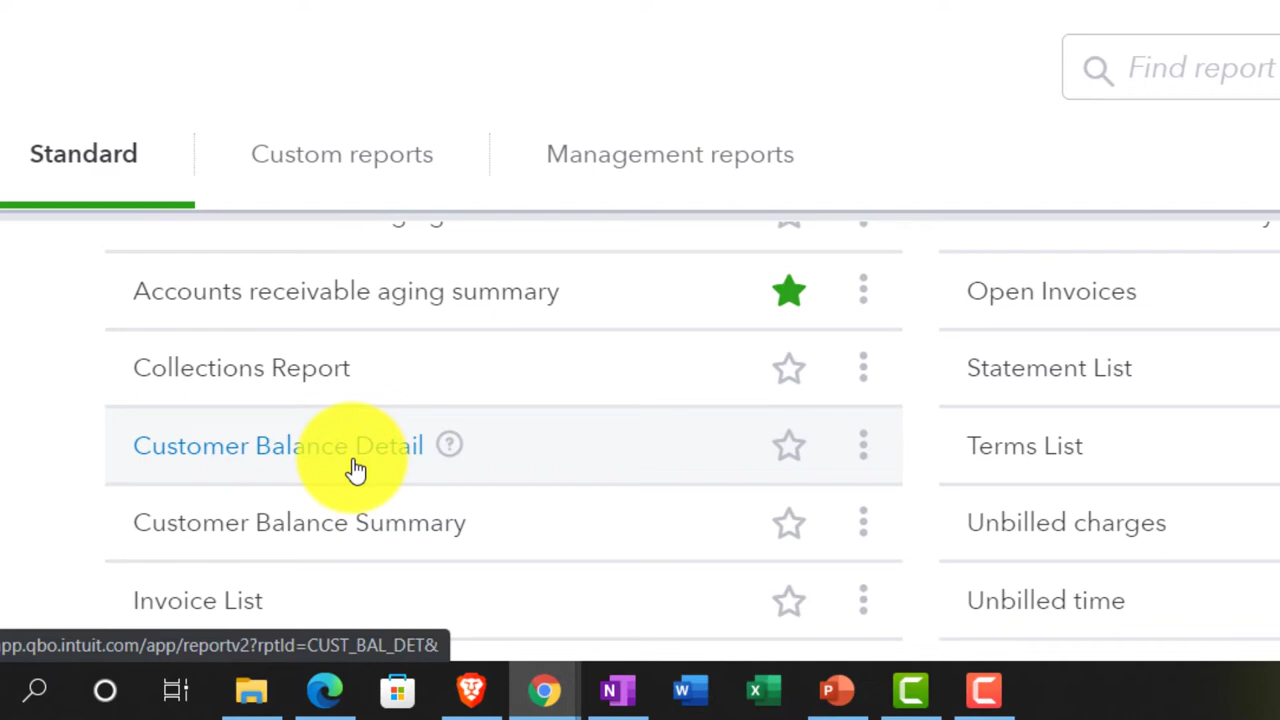 Find report
Standard
Custom reports
Management reports
Accounts receivable aging summary
Open Invoices
Collections Report
Statement List
Customer Balance Detail
Terms List
Customer Balance Summary
Unbilled charges
Invoice List
Unbilled time
app.qbo.intuit.com/app/reportv2?rptId=CUST_BAL_DET&